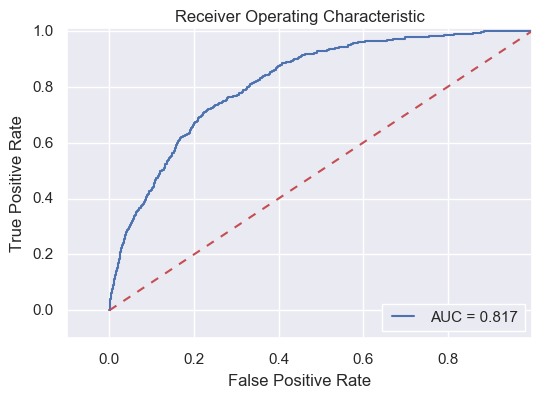 Receiver Operating Characteristic
True Positive Rate
1.0
0.8
0.6
0.4
0.2
0.0
0.0 0.2 0.4 0.6 0.8
False Positive Rate
AUC = 0.817